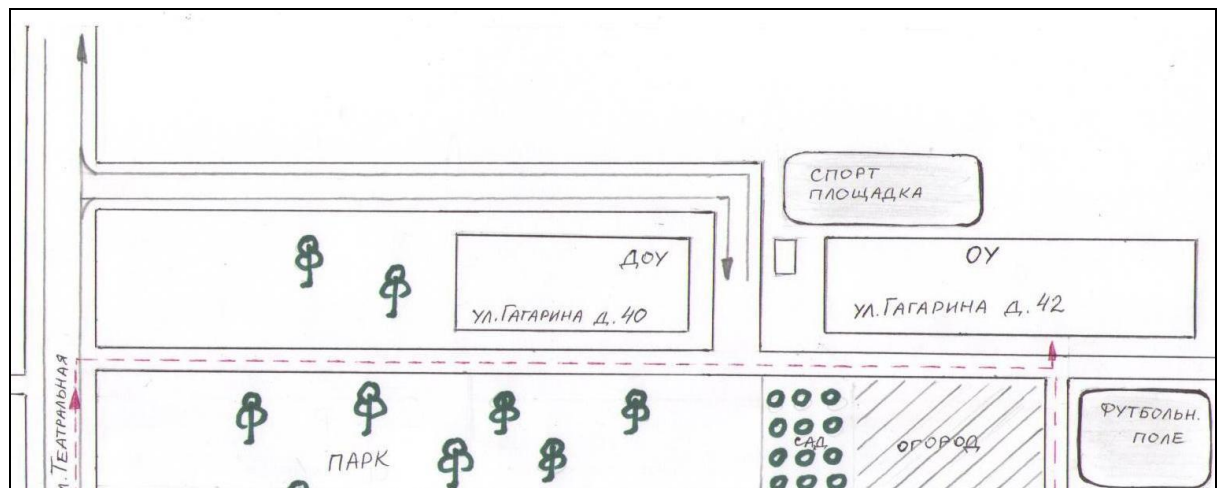 СПОРТ
ПЛОЩАДКА
ДОУ
УЛ.ГАГАРИНА Д.40
ОУ
УЛ.ГАГАРИНА Д.42
Л. ТЕАТРАЛЬНАЯ
ПАРК
САД
ОГОРОД
ФУТБОЛЬН.
ПОЛЕ